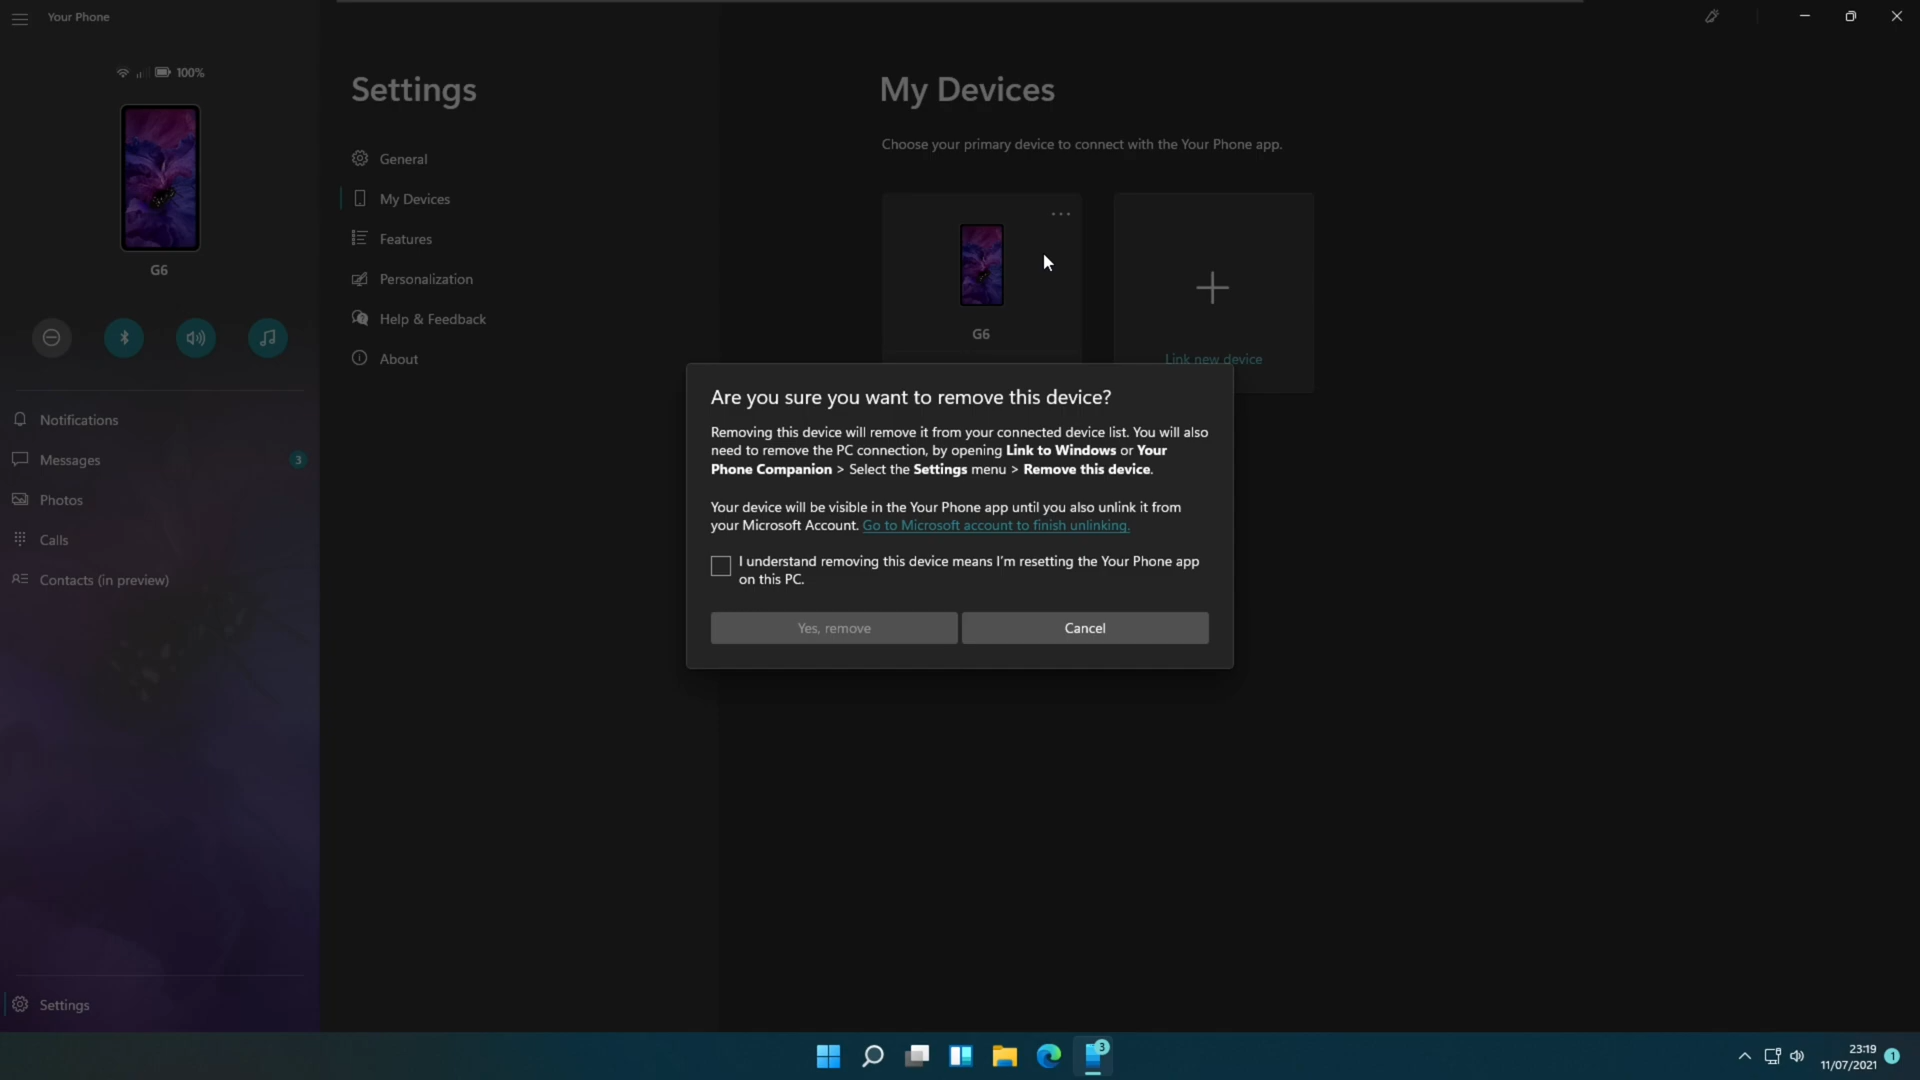 Your Phone
100%
G6
Notifications
Messages 3
Photos
Calls
Contacts (in preview)
Settings
Settings
General
My Devices
Features
Personalization
Help & Feedback
About
My Devices
Choose your primary device to connect with the Your Phone app.
G6
Link new device
Are you sure you want to remove this device?
Removing this device will remove it from your connected device list. You will also
need to remove the PC connection, by opening Link to Windows or Your
Phone Companion > Select the Settings menu > Remove this device.
Your device will be visible in the Your Phone app until you also unlink it from
your Microsoft Account. Go to Microsoft account to finish unlinking.
I understand removing this device means I'm resetting the Your Phone app
on this PC.
Yes, remove
Cancel
3
23:19
11/07/2021
1